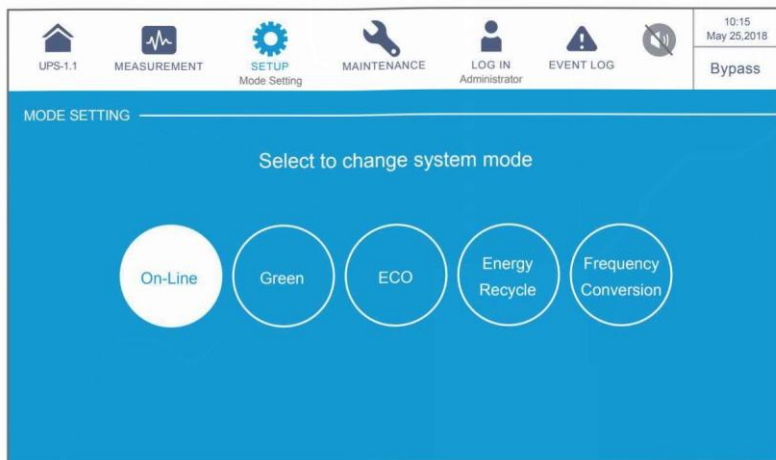 10:15
May 25,2018
UPS-1.1
MEASUREMENT
SETUP
Mode Setting
MAINTENANCE
LOG IN
Administrator
EVENT LOG
Bypass
MODE SETTING
Select to change system mode
On-Line
Green
ECO
Energy
Recycle
Frequency
Conversion